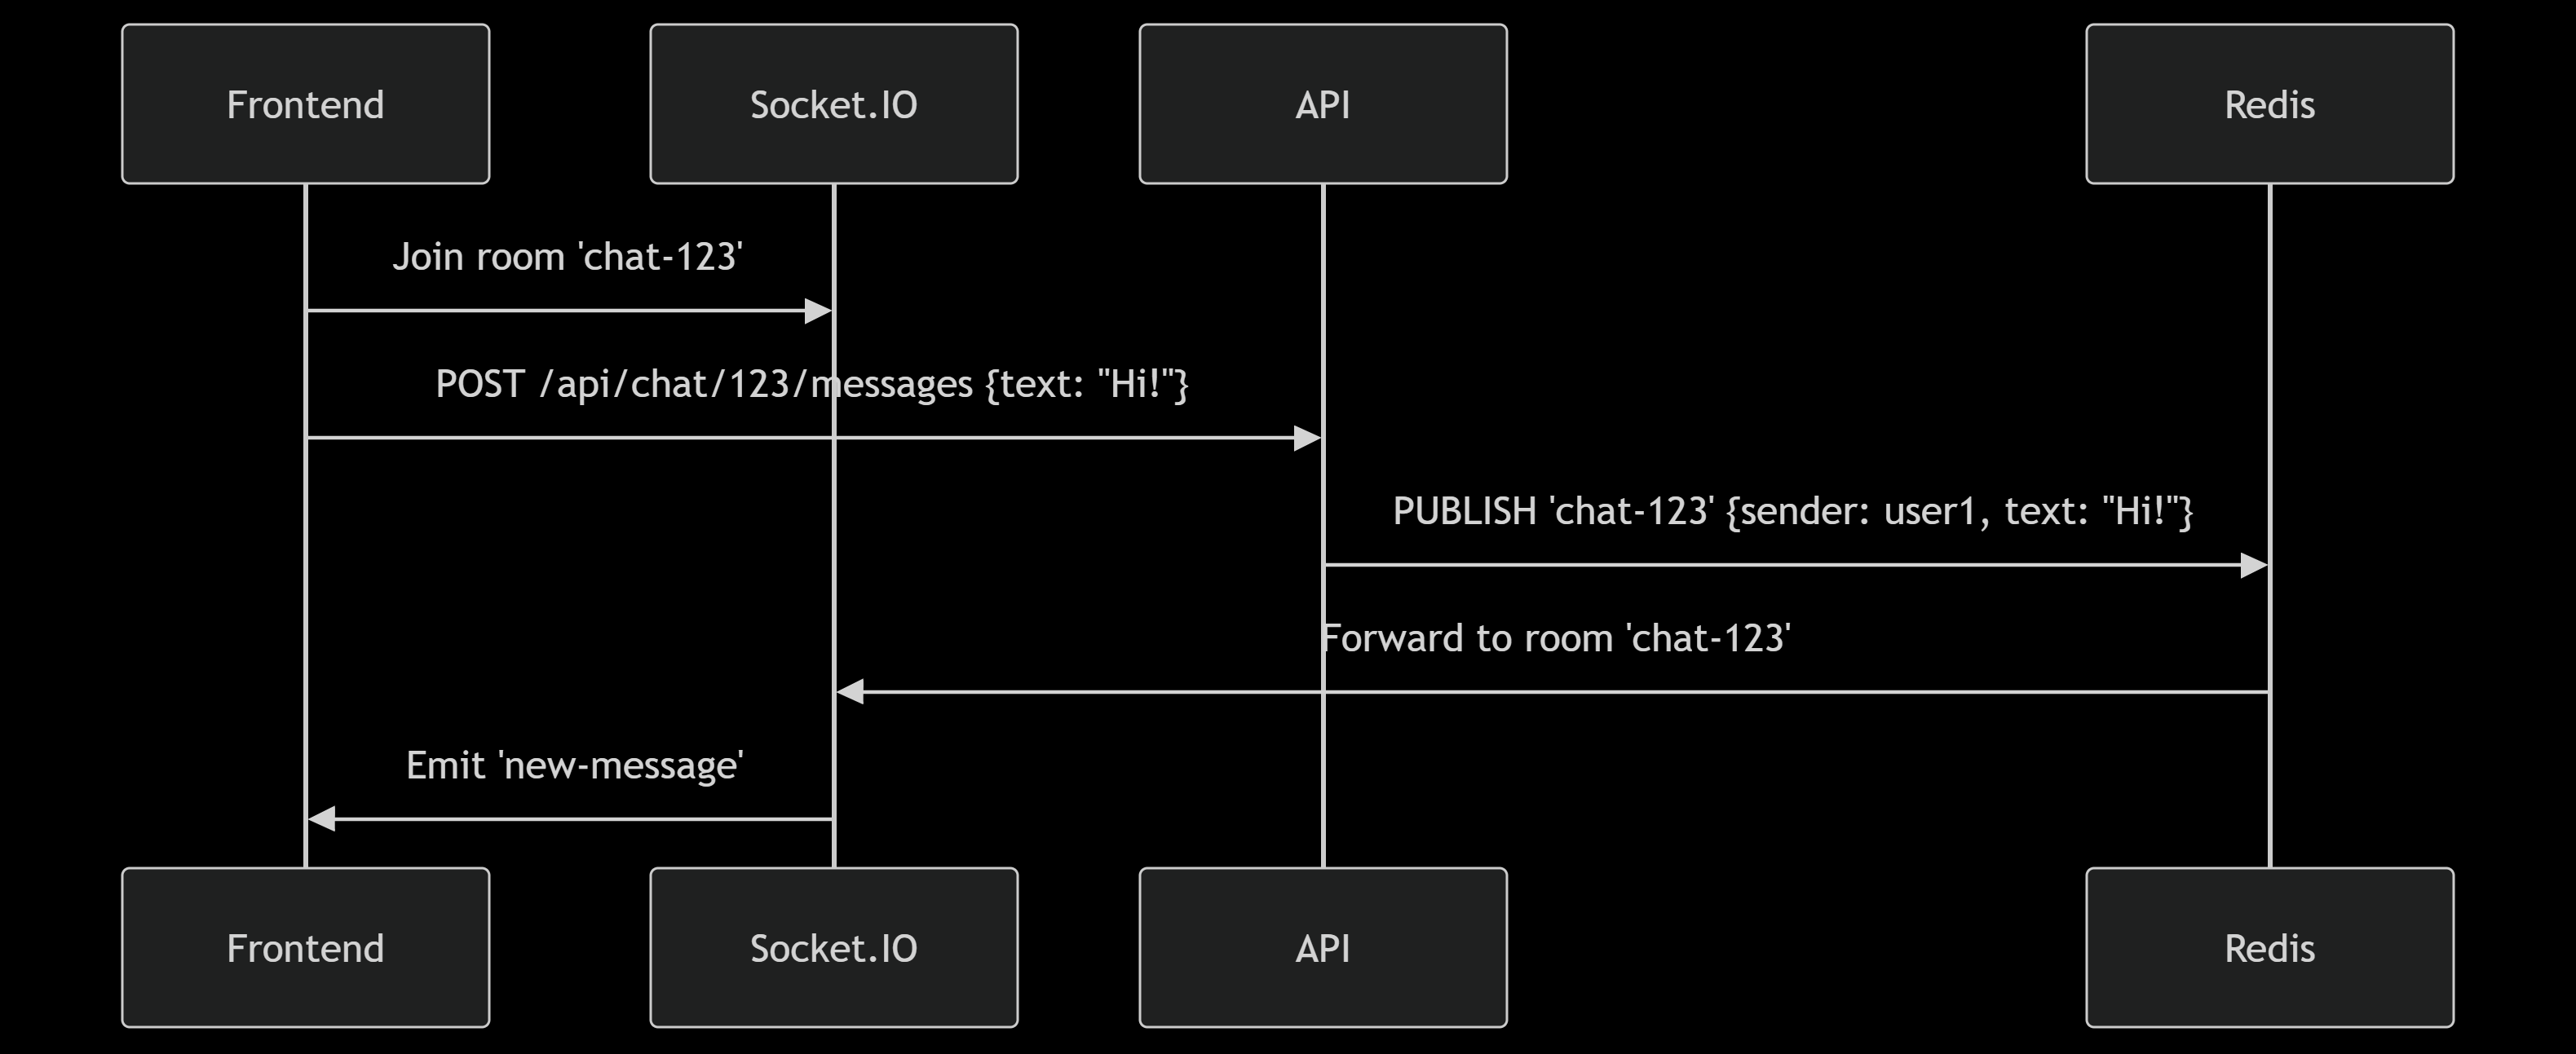 Frontend
Socket.IO
API
Redis
Join room 'chat-123'
POST /api/chat/123/messages {text: "Hi!"}
PUBLISH 'chat-123' {sender: user1, text: "Hi!"}
Forward to room 'chat-123'
Emit 'new-message'
Frontend
Socket.IO
API
Redis